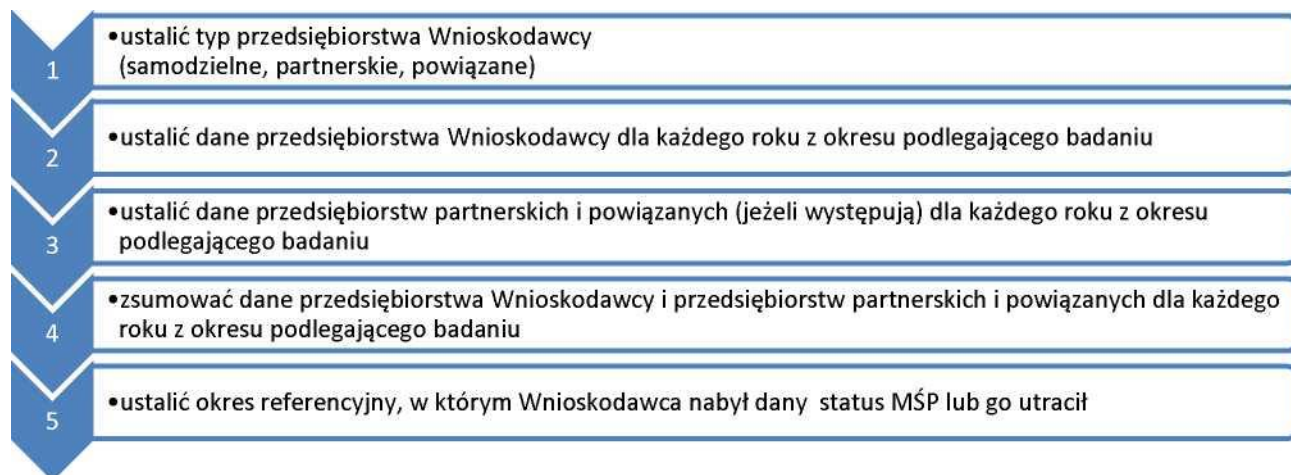 1
•ustalić typ przedsiębiorstwa Wnioskodawcy
(samodzielne, partnerskie, powiązane)
2
•ustalić dane przedsiębiorstwa Wnioskodawcy dla każdego roku z okresu podlegającego badaniu
3
•ustalić dane przedsiębiorstw partnerskich i powiązanych (jeżeli występują) dla każdego roku z okresu
podlegającego badaniu
4
•zsumować dane przedsiębiorstwa Wnioskodawcy i przedsiębiorstw partnerskich i powiązanych dla każdego
roku z okresu podlegającego badaniu
5
•ustalić okres referencyjny, w którym Wnioskodawca nabył dany status MŚP lub go utracił